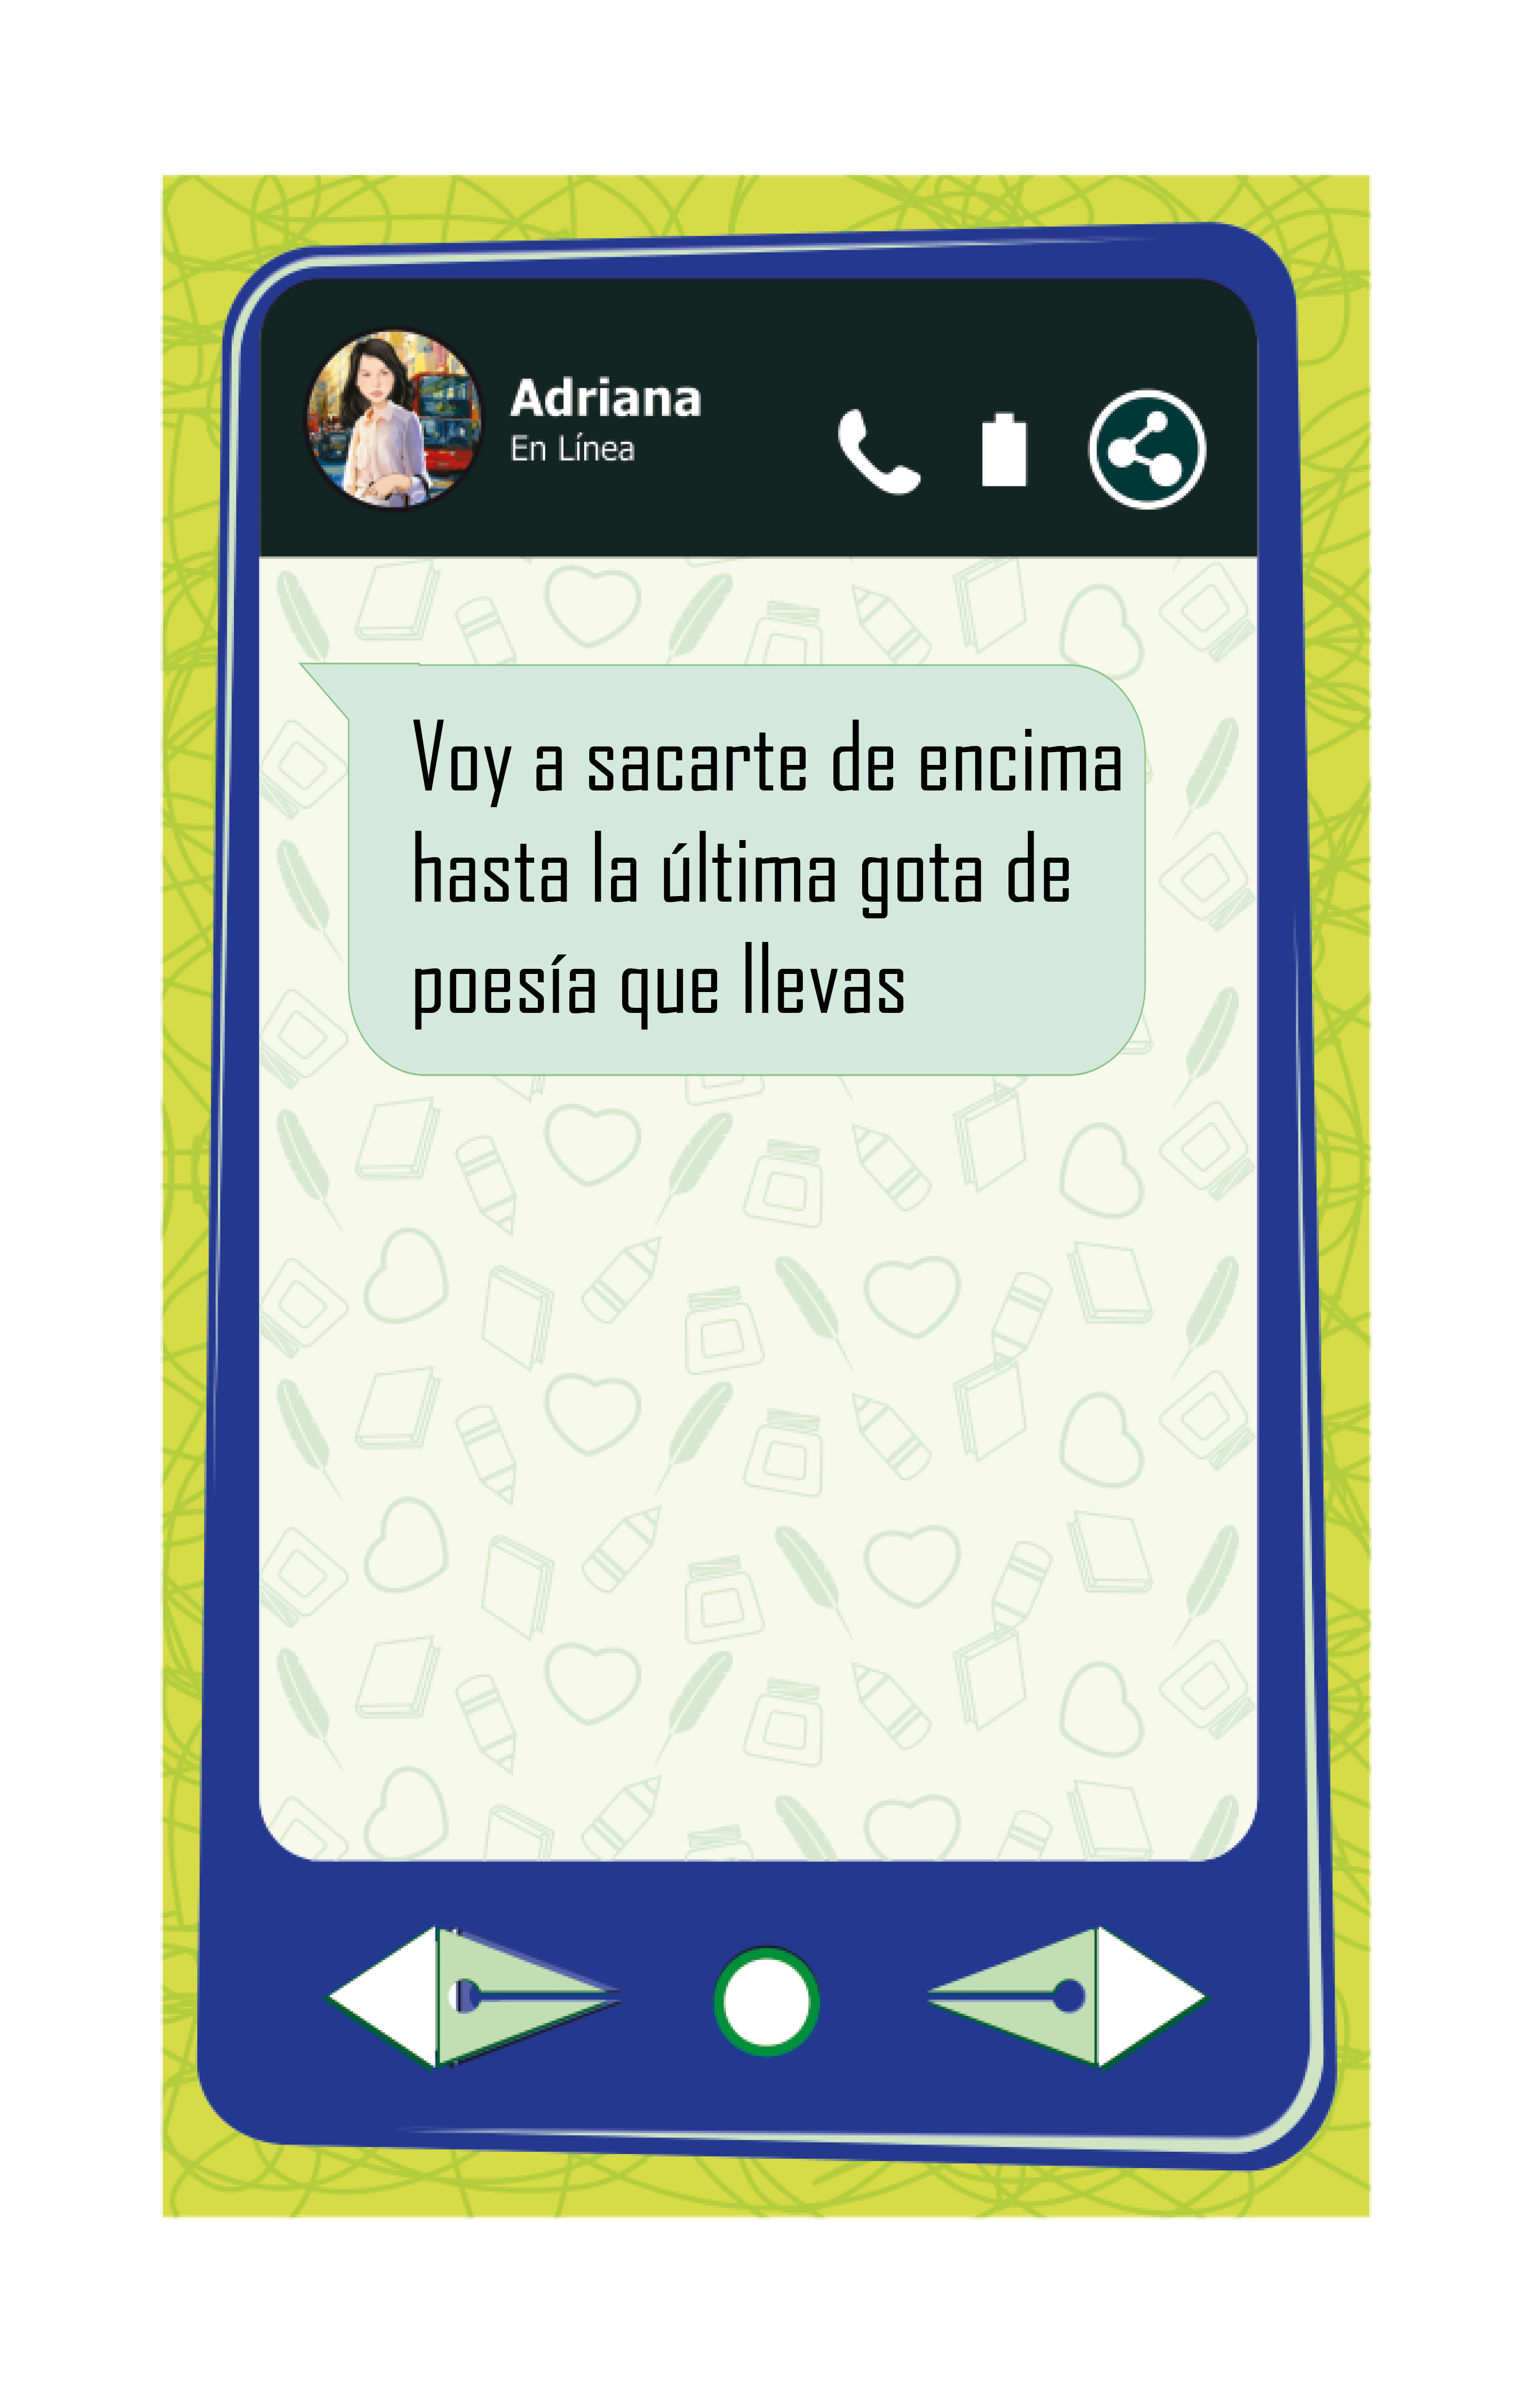 Adriana
En Línea
Voy a sacarte de encima
hasta la última gota de
poesía que llevas